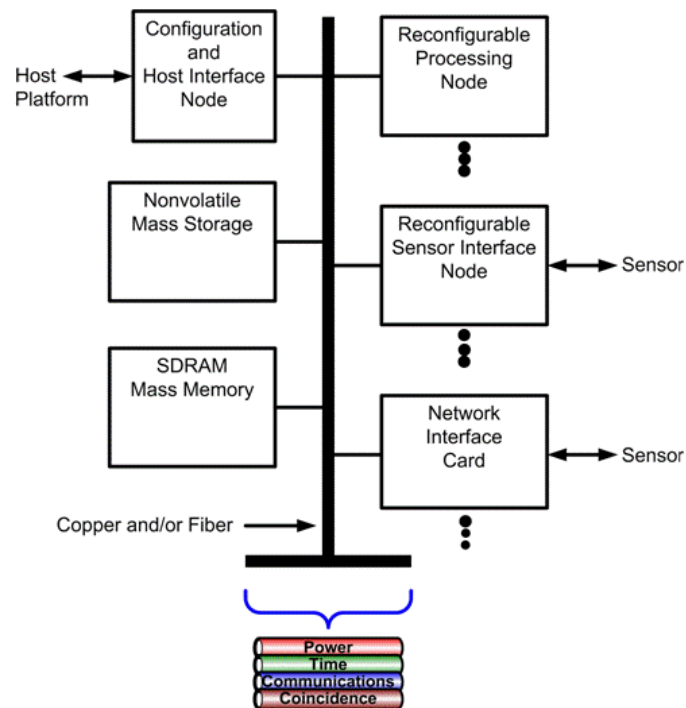 Configuration
and
Host Interface
Node
Host
Platform
Reconfigurable
Processing
Node
Nonvolatile
Mass Storage
Reconfigurable
Sensor Interface
Node
Sensor
SDRAM
Mass Memory
Network
Interface
Card
Sensor
Copper and/or Fiber
Power
Time
Communications
Coincidence